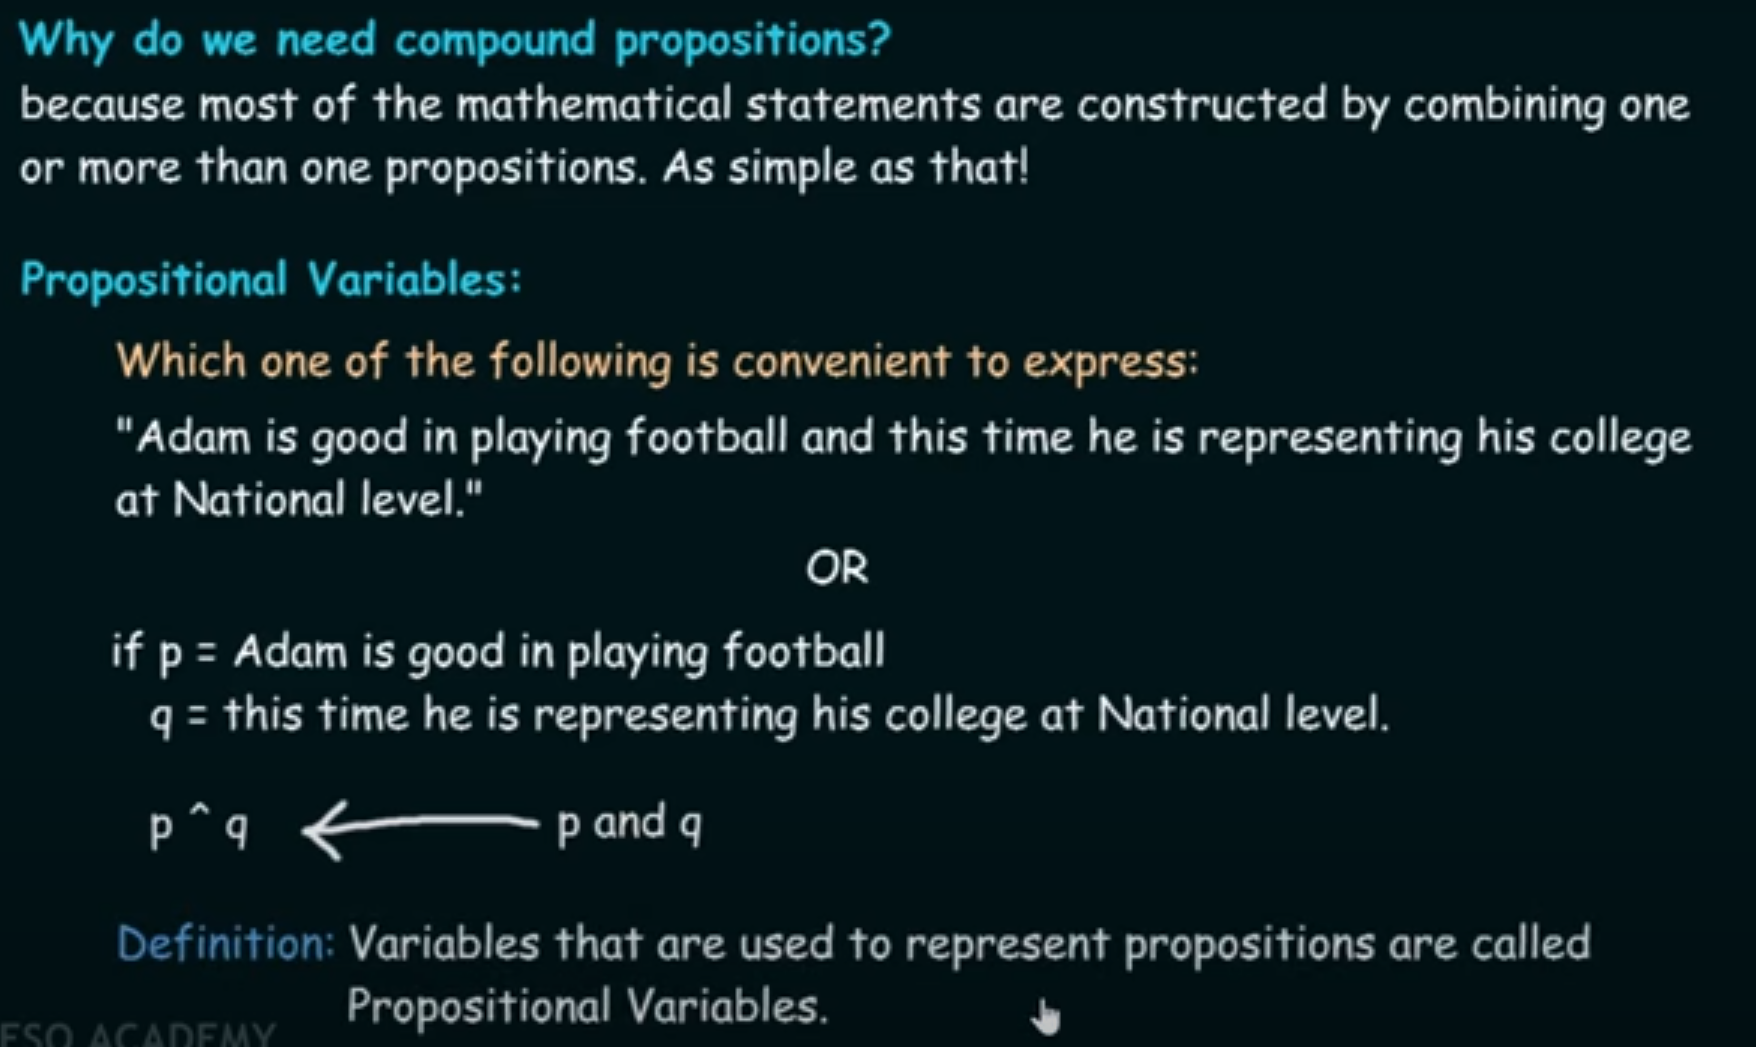 Why do we need compound propositions?
because most of the mathematical statements are constructed by combining one
or more than one propositions. As simple as that!
Propositional Variables:
Which one of the following is convenient to express:
"Adam is good in playing football and this time he is representing his college
at National level."
OR
if p = Adam is good in playing football
q = this time he is representing his college at National level.
p ^ q p and q
Definition: Variables that are used to represent propositions are called
Propositional Variables.
ESO ACADEMY